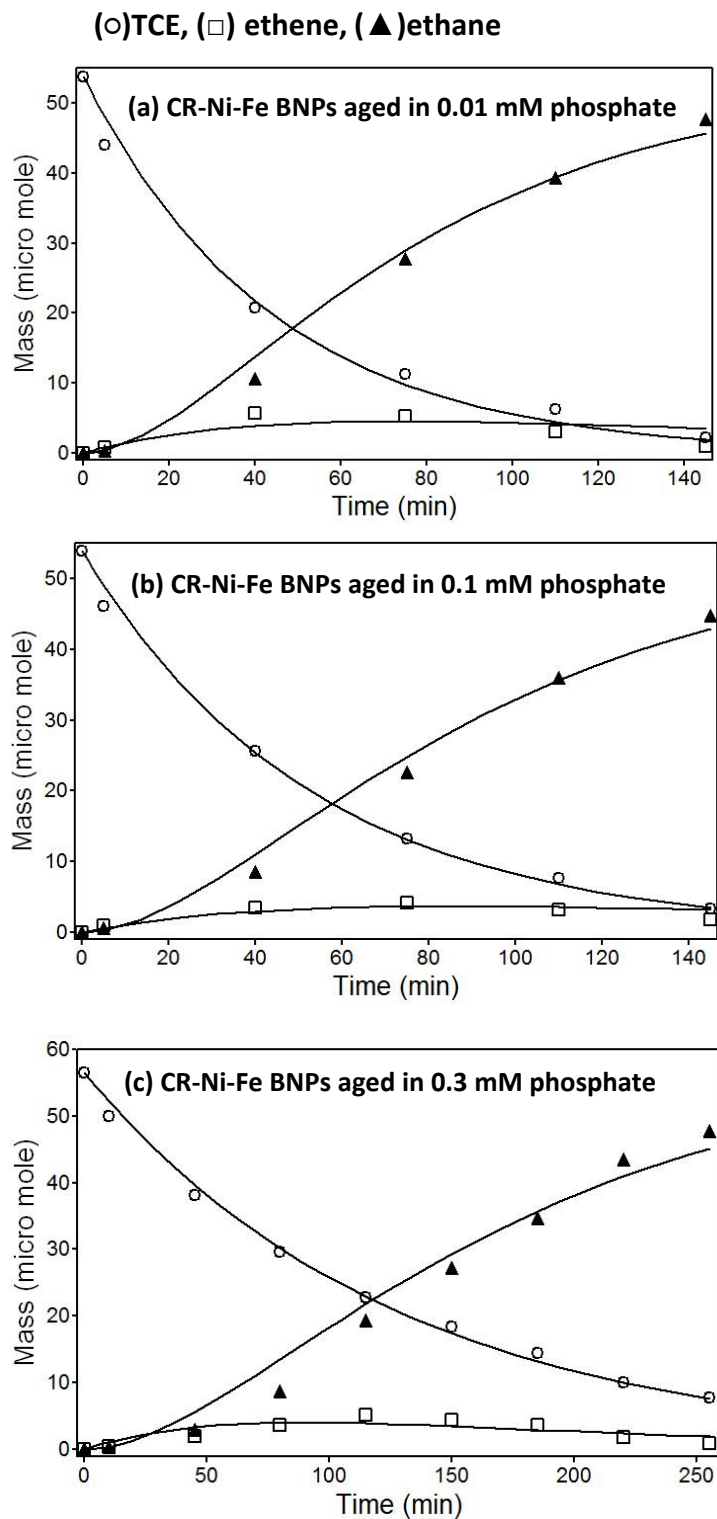 (○)TCE, (□) ethene, (▲)ethane
(a) CR-Ni-Fe BNPs aged in 0.01 mM phosphate
50
40
30
20
10
0
Mass (micro mole)
0 20 40 60 80 100 120 140
Time (min)
(b) CR-Ni-Fe BNPs aged in 0.1 mM phosphate
50
40
30
20
10
0
Mass (micro mole)
0 20 40 60 80 100 120 140
Time (min)
60
(c) CR-Ni-Fe BNPs aged in 0.3 mM phosphate
50
40
30
20
10
0
Mass (micro mole)
0 50 100 150 200 250
Time (min)